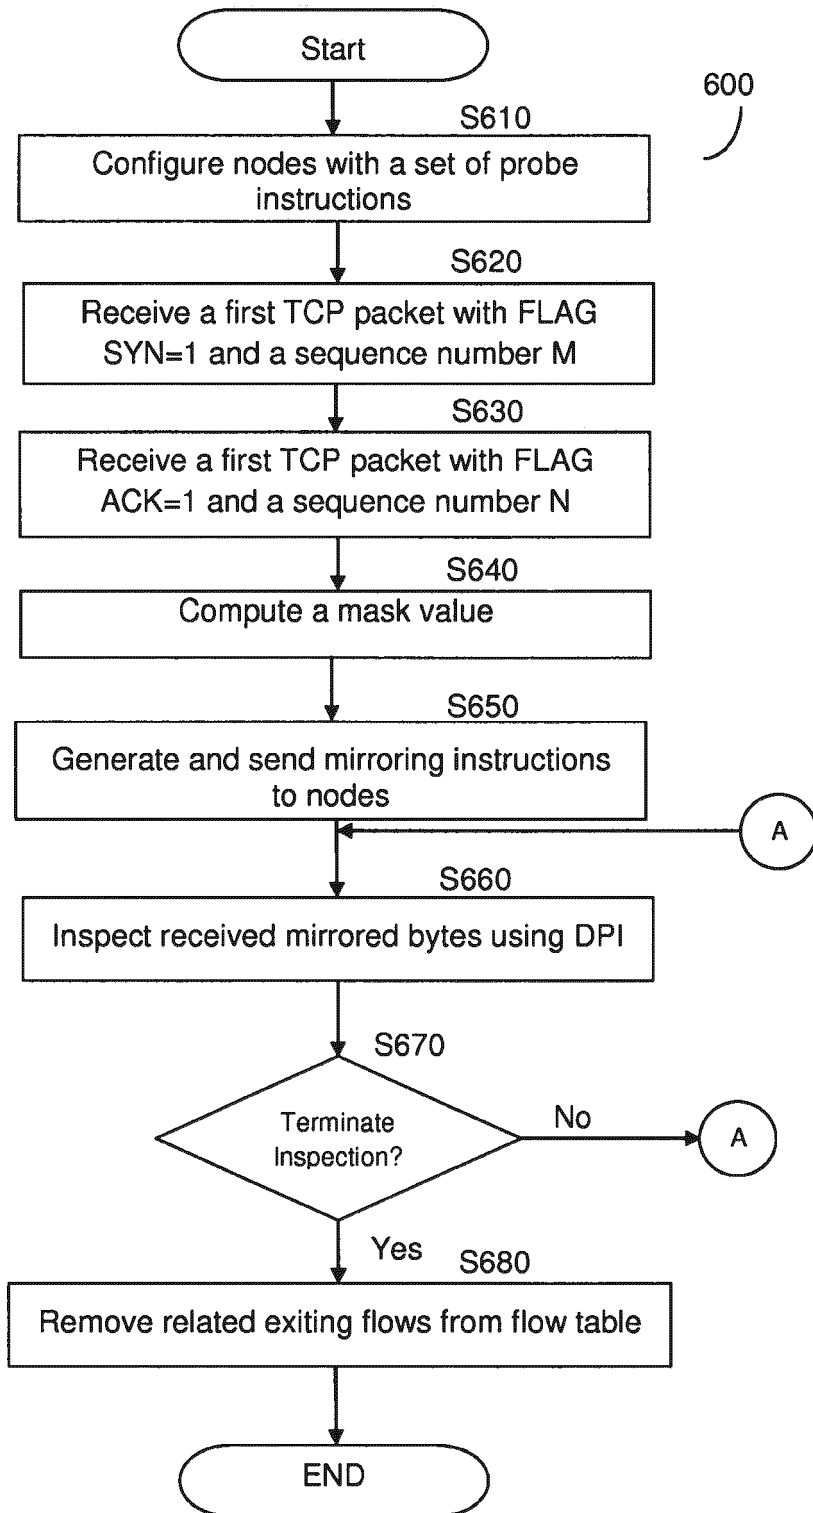 Start
600
S610
Configure nodes with a set of probe
instructions
S620
Receive a first TCP packet with FLAG
SYN=1 and a sequence number M
S630
Receive a first TCP packet with FLAG
ACK=1 and a sequence number N
S640
Compute a mask value
S650
Generate and send mirroring instructions
to nodes
A
S660
Inspect received mirrored bytes using DPI
S670
Terminate
Inspection?
No
A
Yes
S680
Remove related exiting flows from flow table
END